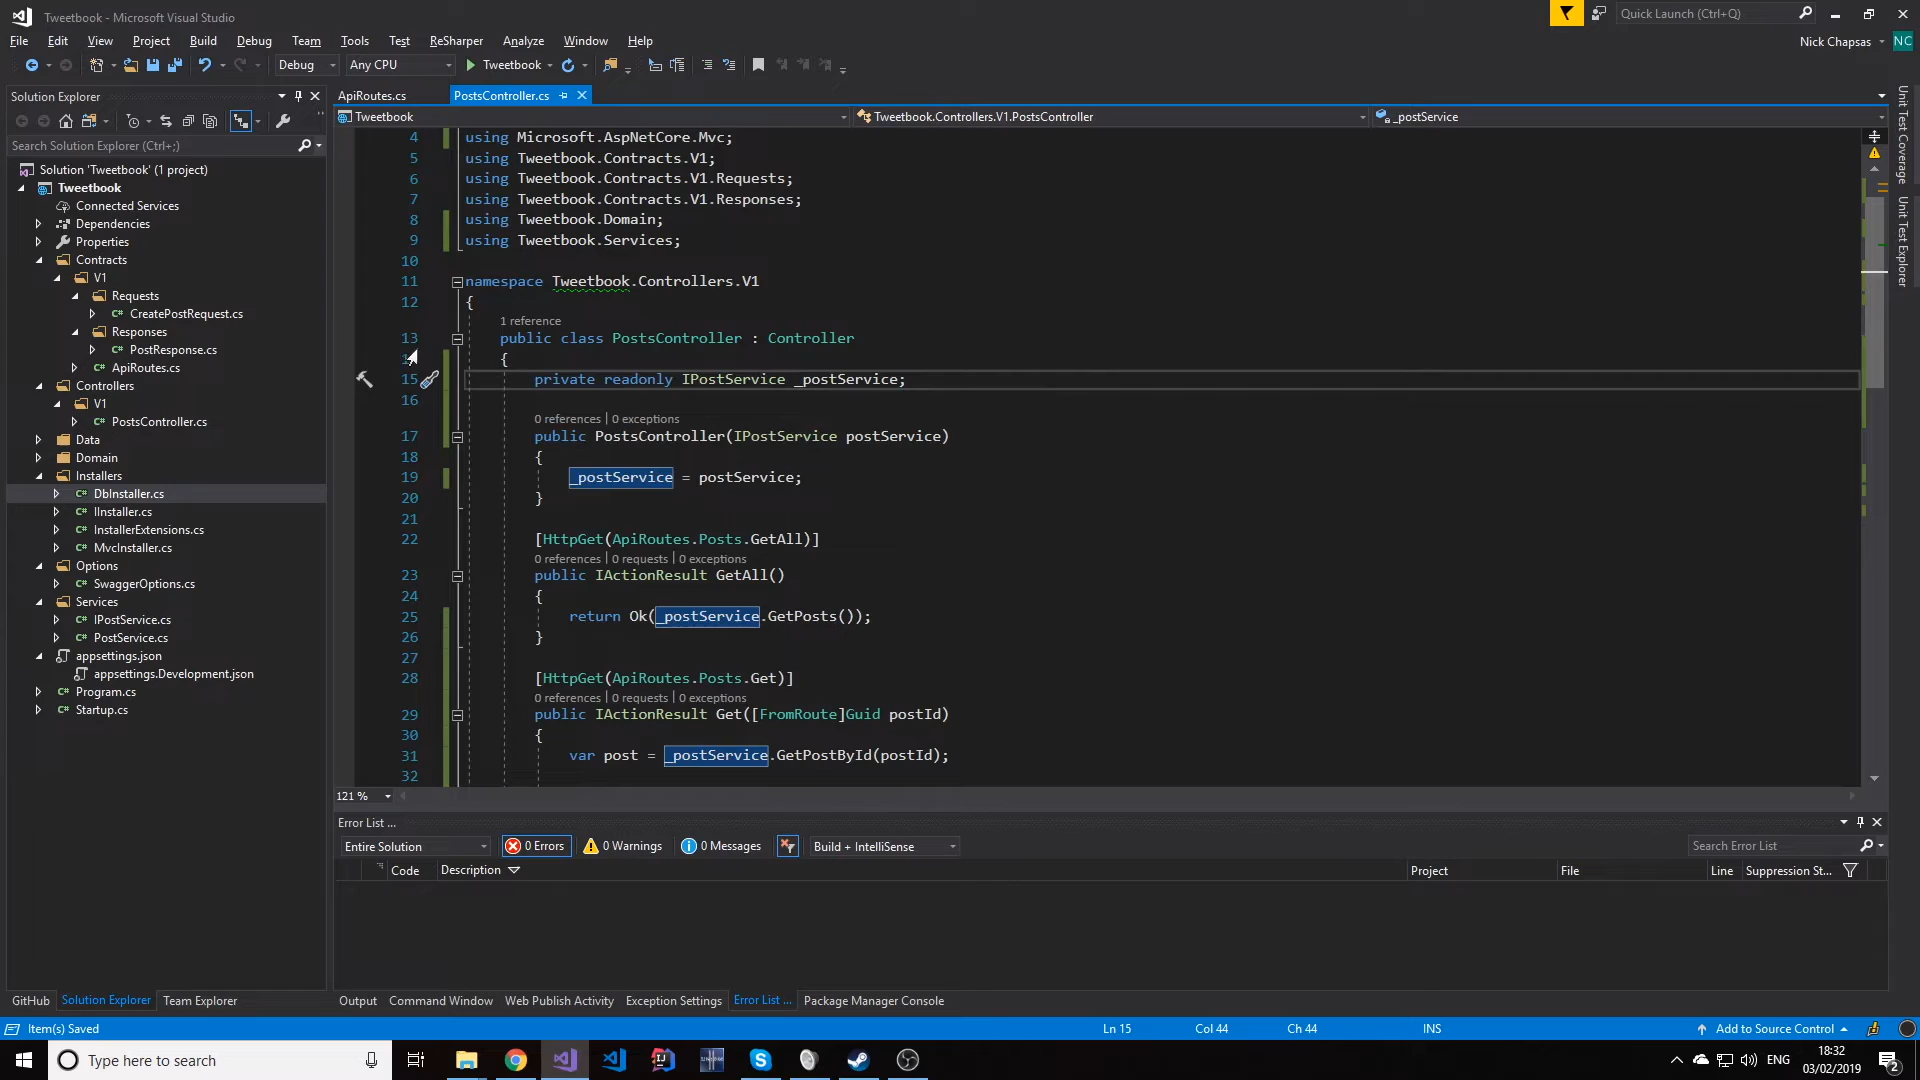 Tweetbook - Microsoft Visual Studio
Quick Launch (Ctrl+Q)
File Edit View Project Build Debug Team Tools Test ReSharper Analyze Window Help
Nick Chapsas NC
Debug Any CPU Tweetbook
Solution Explorer
Search Solution Explorer (Ctrl+;)
Solution 'Tweetbook' (1 project)
Tweetbook
Connected Services
Dependencies
Properties
Contracts
V1
Requests
C# CreatePostRequest.cs
Responses
C# PostResponse.cs
C# ApiRoutes.cs
Controllers
V1
C# PostsController.cs
Data
Domain
Installers
C# DbInstaller.cs
C# IInstaller.cs
C# InstallerExtensions.cs
C# MvcInstaller.cs
Options
C# SwaggerOptions.cs
Services
C# IPostService.cs
C# PostService.cs
appsettings.json
appsettings.Development.json
C# Program.cs
C# Startup.cs
GitHub Solution Explorer Team Explorer
ApiRoutes.cs PostsController.cs
Tweetbook Tweetbook.Controllers.V1.PostsController _postService
4 using Microsoft.AspNetCore.Mvc;
5 using Tweetbook.Contracts.V1;
6 using Tweetbook.Contracts.V1.Requests;
7 using Tweetbook.Contracts.V1.Responses;
8 using Tweetbook.Domain;
9 using Tweetbook.Services;
10
11 namespace Tweetbook.Controllers.V1
12 {
1 reference
13 public class PostsController : Controller
{
15 private readonly IPostService _postService;
16
0 references | 0 exceptions
17 public PostsController(IPostService postService)
18 {
19 _postService = postService;
20 }
21
22 [HttpGet(ApiRoutes.Posts.GetAll)]
0 references | 0 requests | 0 exceptions
23 public IActionResult GetAll()
24 {
25 return Ok(_postService.GetPosts());
26 }
27
28 [HttpGet(ApiRoutes.Posts.Get)]
0 references | 0 requests | 0 exceptions
29 public IActionResult Get([FromRoute]Guid postId)
30 {
31 var post = _postService.GetPostById(postId);
32
121 %
Unit Test Coverage
Unit Test Explorer
Error List ...
Entire Solution 0 Errors 0 Warnings 0 Messages Build + IntelliSense Search Error List
Code Description Project File Line Suppression St...
Output Command Window Web Publish Activity Exception Settings Error List ... Package Manager Console
Item(s) Saved Ln 15 Col 44 Ch 44 INS Add to Source Control
Type here to search
ENG
18:32
03/02/2019
2